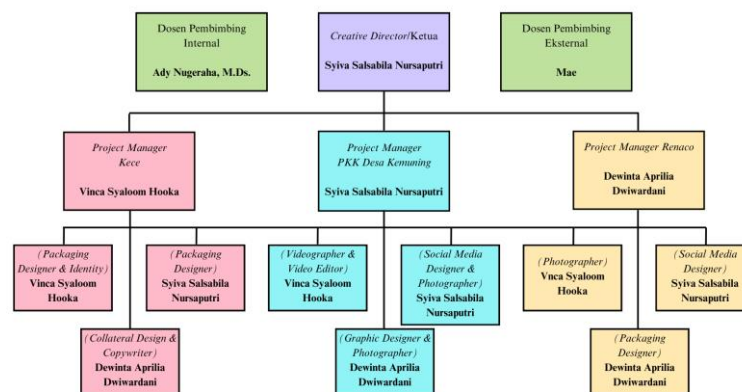 Dosen Pembimbing
Internal
Ady Nugeraha, M.Ds.
Creative Director/Ketua
Syiva Salsabila Nursaputri
Dosen Pembimbing
Eksternal
Mae
Project Manager
Kece
Vinca Syaloom Hooka
Project Manager
PKK Desa Kemuning
Syiva Salsabila Nursaputri
Project Manager Renaco
Dewinta Aprilia
Dwiwardani
(Packaging
Designer & Identity)
Vinca Syaloom
Hooka
(Packaging
Designer)
Syiva Salsabila
Nursaputri
(Videographer &
Video Editor)
Vinca Syaloom
Hooka
(Social Media
Designer &
Photographer)
Syiva Salsabila
Nursaputri
(Photographer)
Vnca Syaloom
Hooka
(Social Media
Designer)
Syiva Salsabila
Nursaputri
(Collateral Design &
Copywriter)
Dewinta Aprilia
Dwiwardani
(Graphic Designer &
Photographer)
Dewinta Aprilia
Dwiwardani
(Packaging
Designer)
Dewinta Aprilia
Dwiwardani